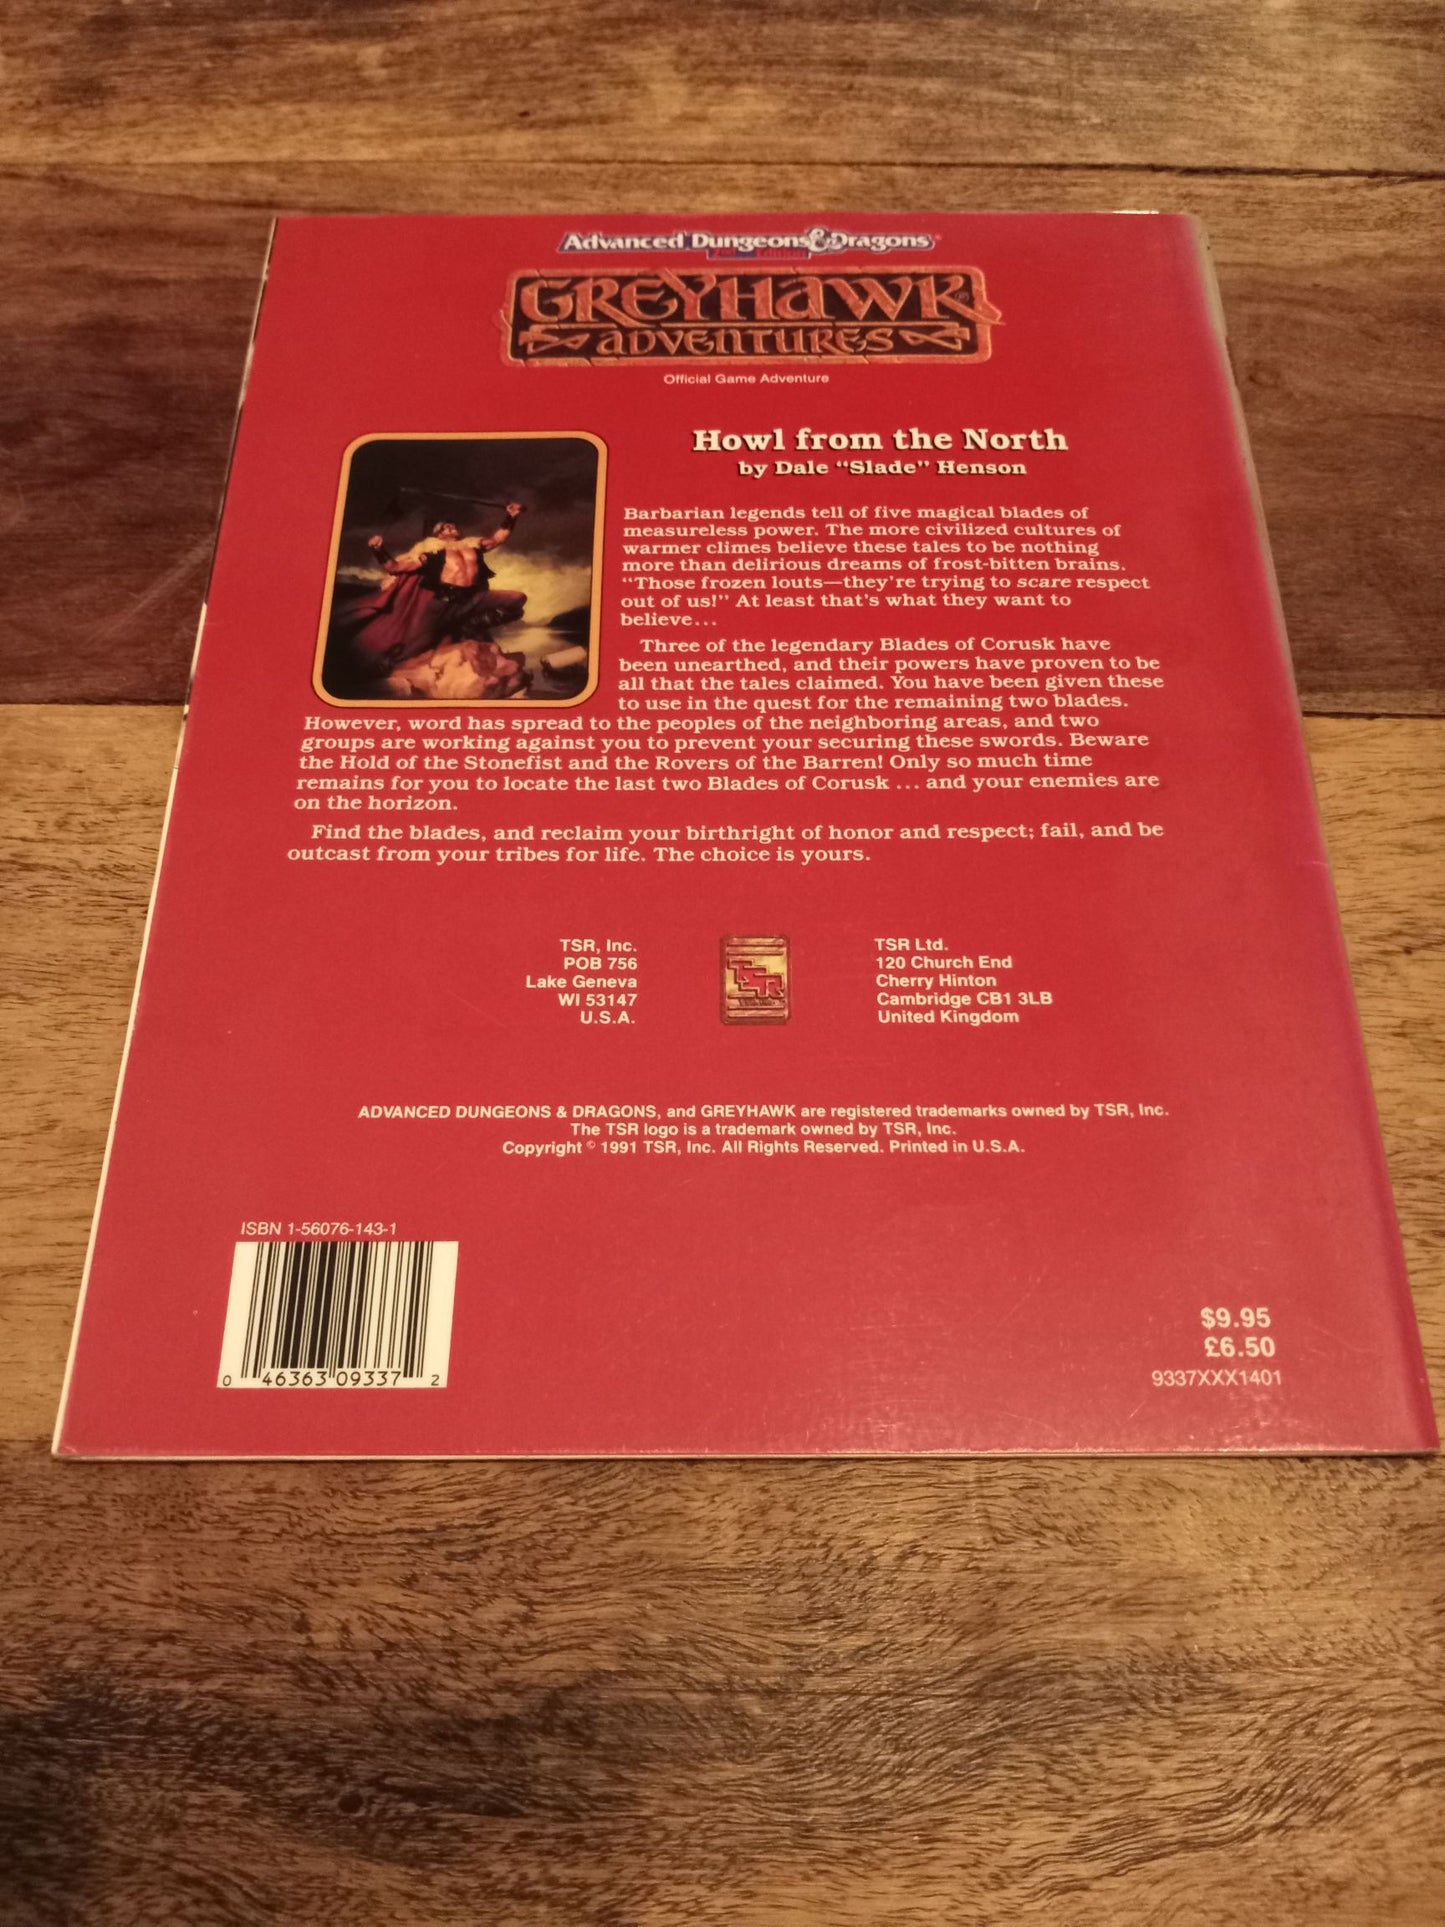 Advanced Dungeons & Dragons®
2nd Edition
GREYHAWK®
ADVENTURES
Official Game Adventure
Howl from the North
by Dale “Slade” Henson
Barbarian legends tell of five magical blades of
measureless power. The more civilized cultures of
warmer climes believe these tales to be nothing
more than delirious dreams of frost-bitten brains.
“Those frozen louts—they’re trying to scare respect
out of us!” At least that’s what they want to
believe...
Three of the legendary Blades of Corusk have
been unearthed, and their powers have proven to be
all that the tales claimed. You have been given these
to use in the quest for the remaining two blades.
However, word has spread to the peoples of the neighboring areas, and two
groups are working against you to prevent your securing these swords. Beware
the Hold of the Stonefist and the Rovers of the Barren! Only so much time
remains for you to locate the last two Blades of Corusk ... and your enemies are
on the horizon.
Find the blades, and reclaim your birthright of honor and respect; fail, and be
outcast from your tribes for life. The choice is yours.
TSR, Inc.
POB 756
Lake Geneva
WI 53147
U.S.A.
TSR
TSR Ltd.
120 Church End
Cherry Hinton
Cambridge CB1 3LB
United Kingdom
ADVANCED DUNGEONS & DRAGONS, and GREYHAWK are registered trademarks owned by TSR, Inc.
The TSR logo is a trademark owned by TSR, Inc.
Copyright © 1991 TSR, Inc. All Rights Reserved. Printed in U.S.A.
ISBN 1-56076-143-1
0 46363 09337 2
$9.95
£6.50
9337XXX1401